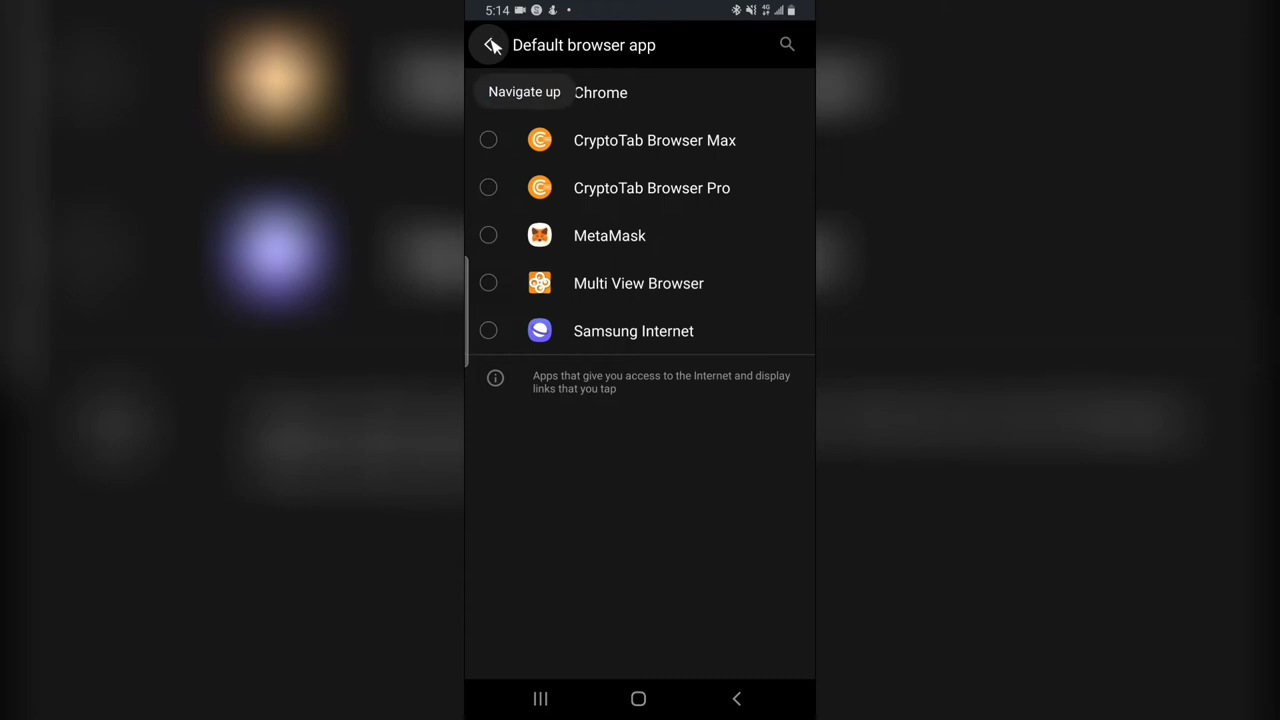 5:14
Default browser app
Navigate up
Chrome
CryptoTab Browser Max
CryptoTab Browser Pro
MetaMask
Multi View Browser
Samsung Internet
Apps that give you access to the Internet and display
links that you tap